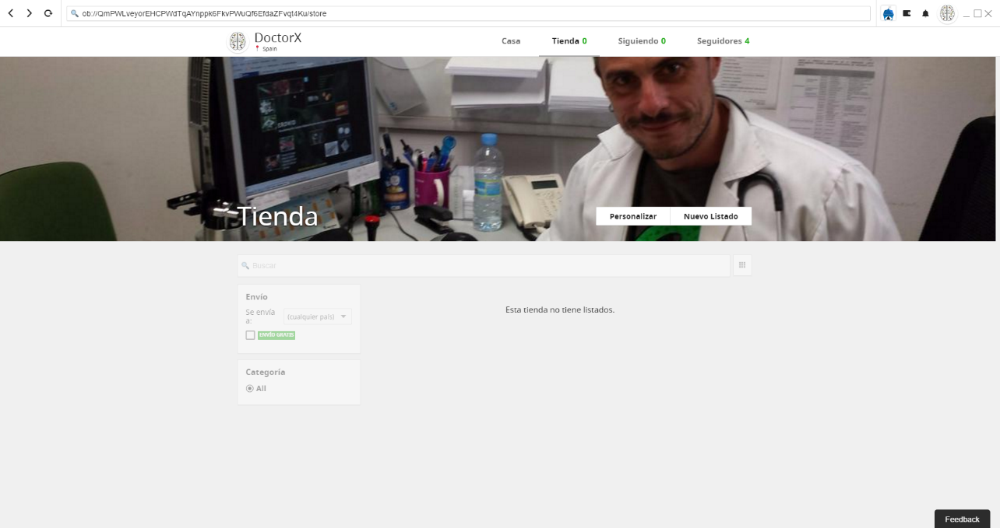 ob://QmPWLveyorEHCPWdTqAYnppk6FkvPWuQf6EfdaZFvqt4Ku/store
DoctorX
Spain
Casa
Tienda 0
Siguiendo 0
Seguidores 4
Tienda
Personalizar
Nuevo Listado
Buscar
Envío
Se envía
a:
(cualquier país)
ENVÍO GRATIS
Esta tienda no tiene listados.
Categoría
All
Feedback